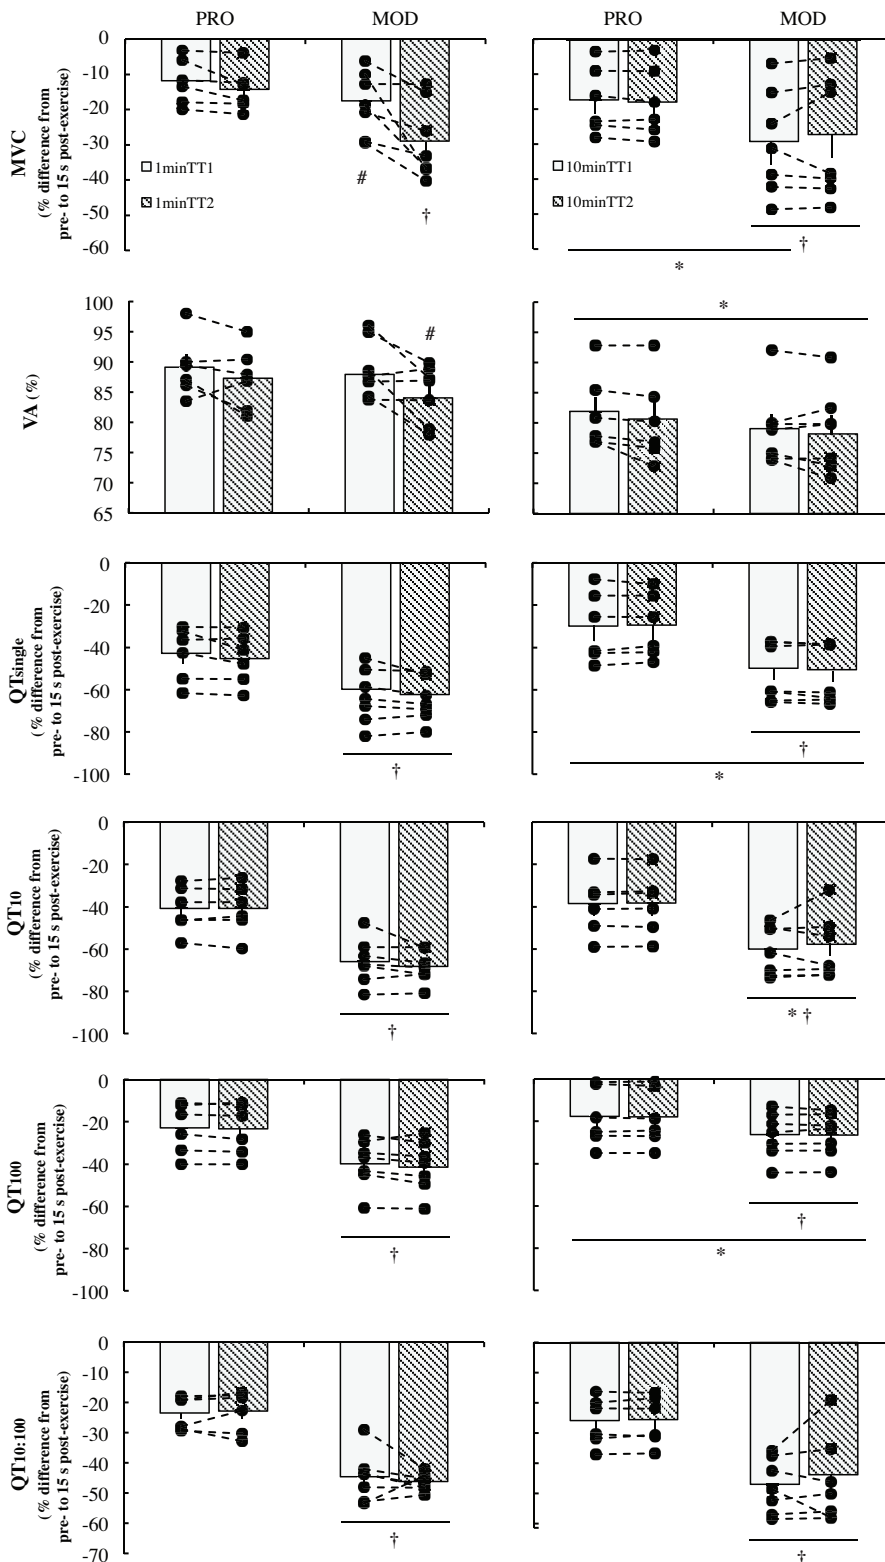 PRO MOD PRO MOD
MVC
(% difference from
pre- to 15 s post-exercise)
0
-10
-20
-30
-40
-50
-60
1minTT1
1minTT2
#
†
10minTT1
10minTT2
†
*
VA (%)
100
95
90
85
80
75
70
65
#
*
QTsingle
(% difference from
pre- to 15 s post-exercise)
0
-20
-40
-60
-80
-100
†
†
*
QT10
(% difference from
pre- to 15 s post-exercise)
0
-20
-40
-60
-80
-100
†
* †
QT100
(% difference from
pre- to 15 s post-exercise)
0
-20
-40
-60
-80
-100
†
†
*
QT10:100
(% difference from
pre- to 15 s post-exercise)
0
-10
-20
-30
-40
-50
-60
-70
†
†